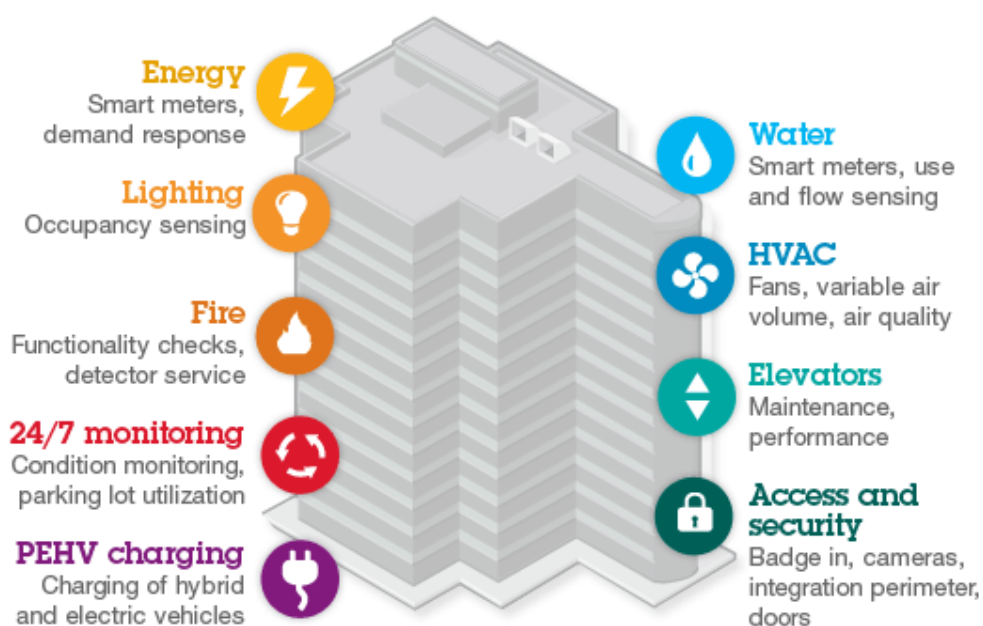 Energy
Smart meters,
demand response
Lighting
Occupancy sensing
Fire
Functionality checks,
detector service
24/7 monitoring
Condition monitoring,
parking lot utilization
PEHV charging
Charging of hybrid
and electric vehicles
Water
Smart meters, use
and flow sensing
HVAC
Fans, variable air
volume, air quality
Elevators
Maintenance,
performance
Access and
security
Badge in, cameras,
integration perimeter,
doors